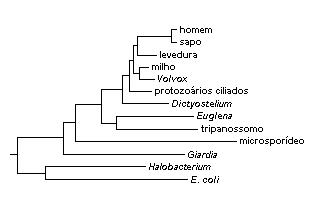 homem
sapo
levedura
milho
Volvox
protozoários ciliados
Dictyostelium
Euglena
tripanossomo
microsporídeo
Giardia
Halobacterium
E. coli